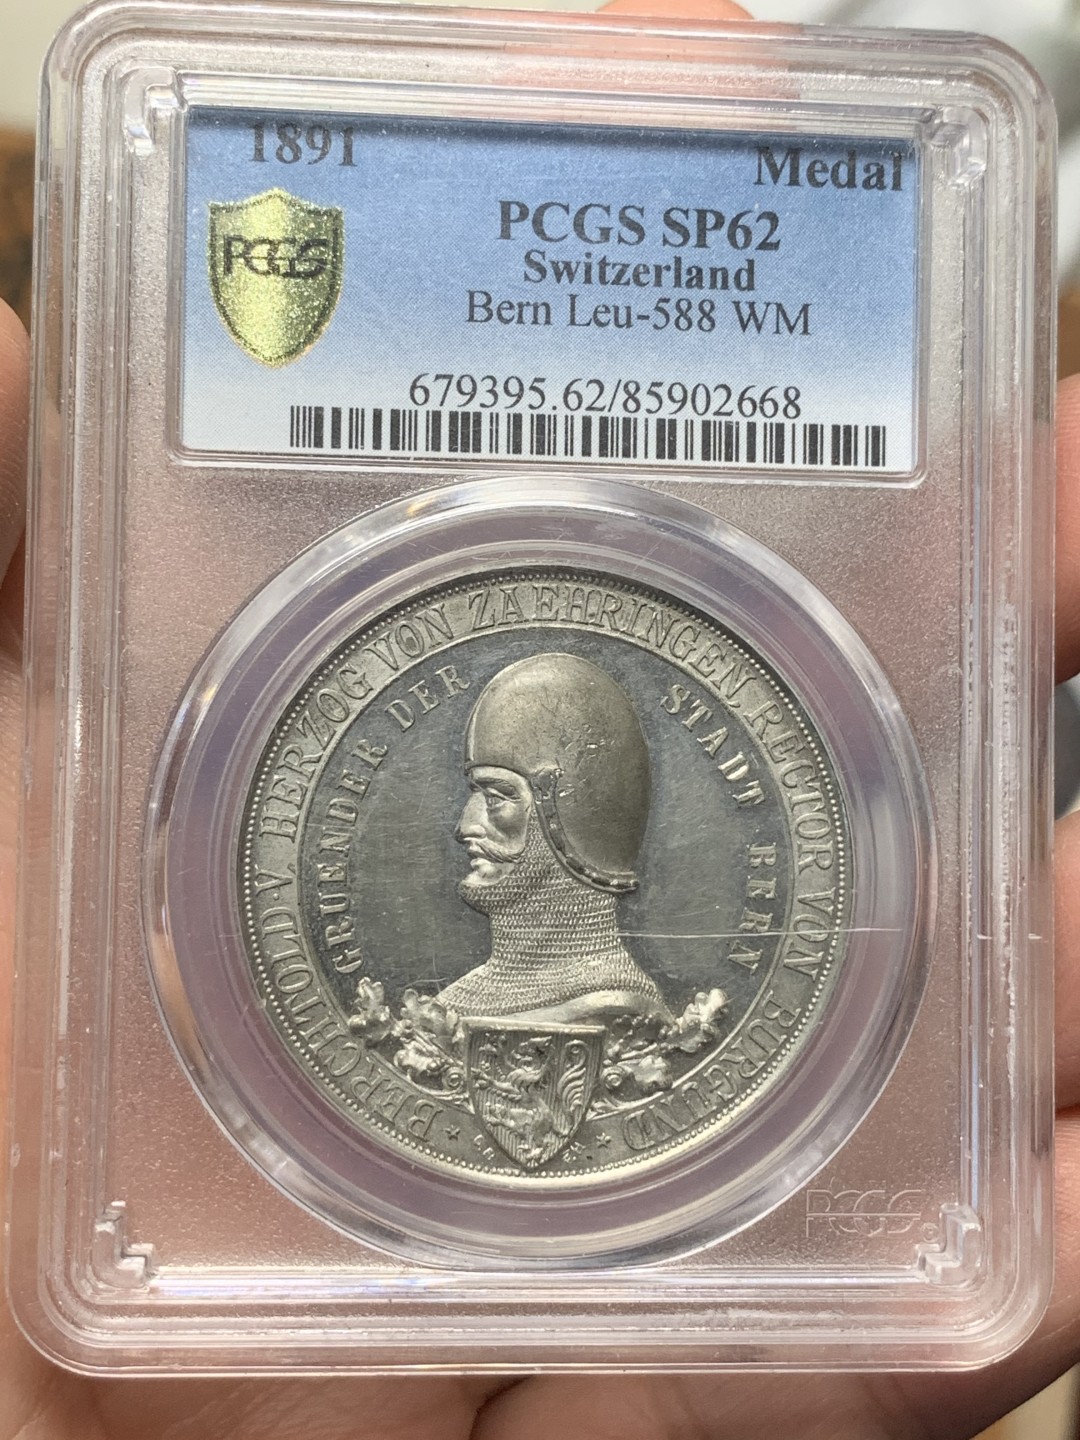 1891
Medal
PCGS
PCGS SP62
Switzerland
Bern Leu-588 WM
679395.62/85902668
BERCHTOLD·V. HERZOG VON ZAEHRINGEN, RECTOR VON BURGUND
GRUENDER DER STADT BERN
PCGS